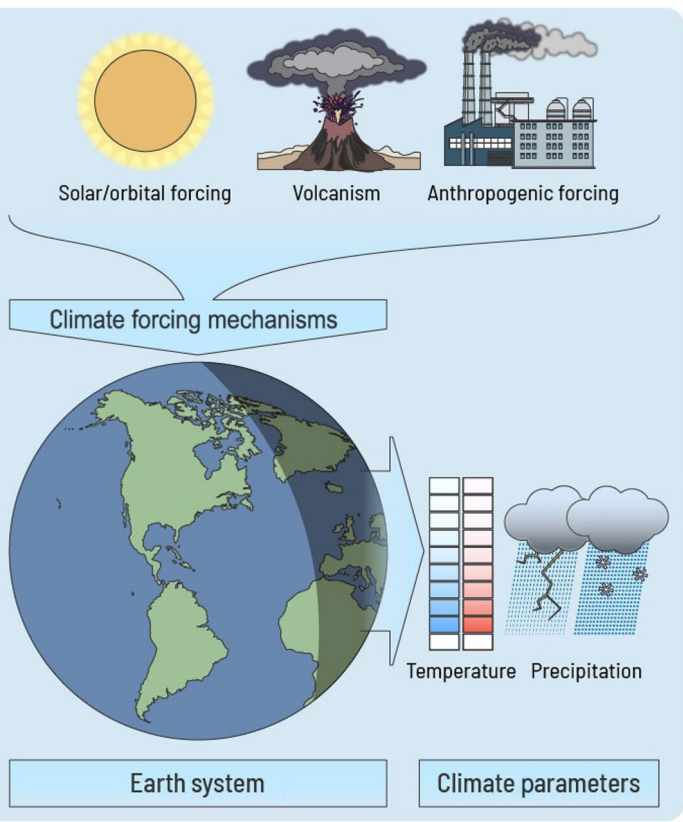 Solar/orbital forcing
Volcanism
Anthropogenic forcing
Climate forcing mechanisms
Temperature
Precipitation
Earth system
Climate parameters